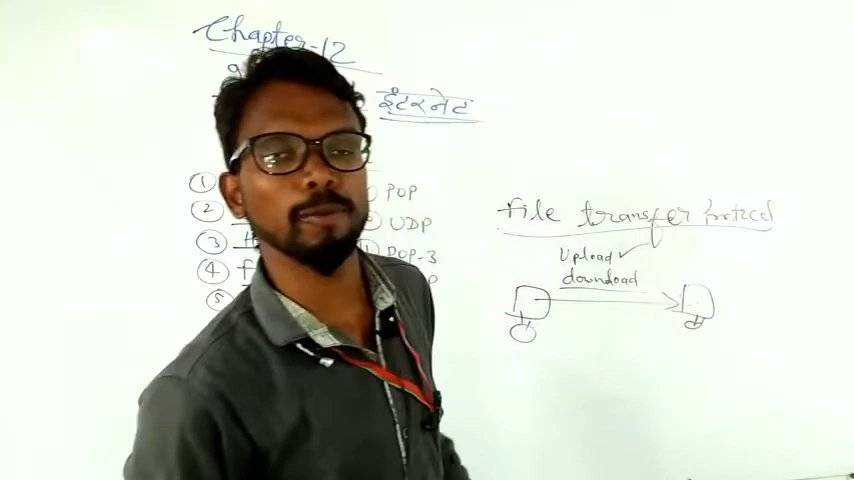 Chapter-12
इंटरनेट
① POP
② UDP
③ H POP-3
④ f P
⑤
File transfer Protocol
Upload ✓
download